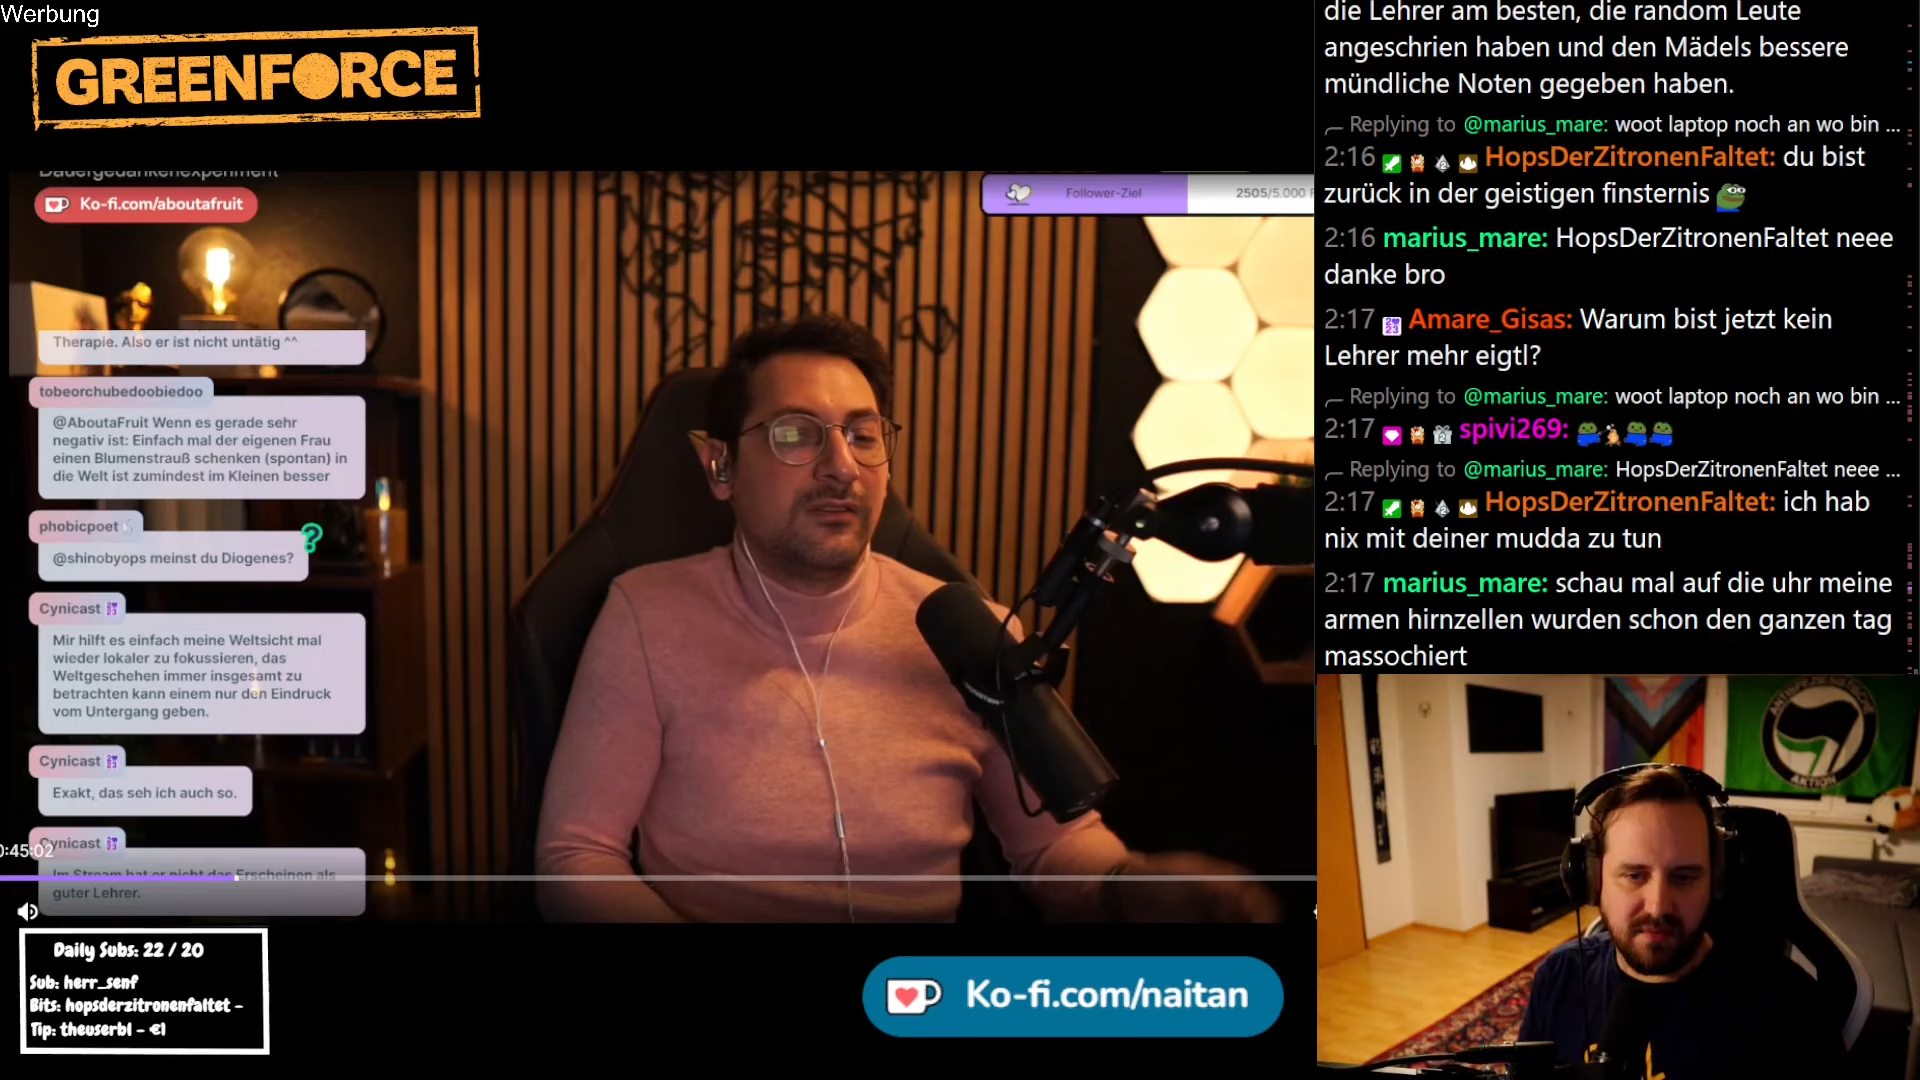 Werbung
GREENFORCE
Dauergedankenexperiment
Ko-fi.com/aboutafruit
Follower-Ziel
2505/5.000
Therapie. Also er ist nicht untätig ^^
tobeorchubedoobiedoo
@AboutaFruit Wenn es gerade sehr
negativ ist: Einfach mal der eigenen Frau
einen Blumenstrauß schenken (spontan) in
die Welt ist zumindest im Kleinen besser
phobicpoet
?
@shinobyops meinst du Diogenes?
Cynicast
Mir hilft es einfach meine Weltsicht mal
wieder lokaler zu fokussieren, das
Weltgeschehen immer insgesamt zu
betrachten kann einem nur den Eindruck
vom Untergang geben.
Cynicast
Exakt, das seh ich auch so.
Cynicast
0:45:02
Im Stream hat er nicht das Erscheinen als
guter Lehrer.
Daily Subs: 22 / 20
Sub: herr_senf
Bits: hopsderzitronenfaltet -
Tip: theuserbl - €1
Ko-fi.com/naitan
die Lehrer am besten, die random Leute
angeschrien haben und den Mädels bessere
mündliche Noten gegeben haben.
Replying to @marius_mare: woot laptop noch an wo bin ...
2:16 HopsDerZitronenFaltet: du bist
zurück in der geistigen finsternis
2:16 marius_mare: HopsDerZitronenFaltet neee
danke bro
2:17 Amare_Gisas: Warum bist jetzt kein
Lehrer mehr eigtl?
Replying to @marius_mare: woot laptop noch an wo bin ...
2:17 spivi269:
Replying to @marius_mare: HopsDerZitronenFaltet neee ...
2:17 HopsDerZitronenFaltet: ich hab
nix mit deiner mudda zu tun
2:17 marius_mare: schau mal auf die uhr meine
armen hirnzellen wurden schon den ganzen tag
massochiert
AKTION